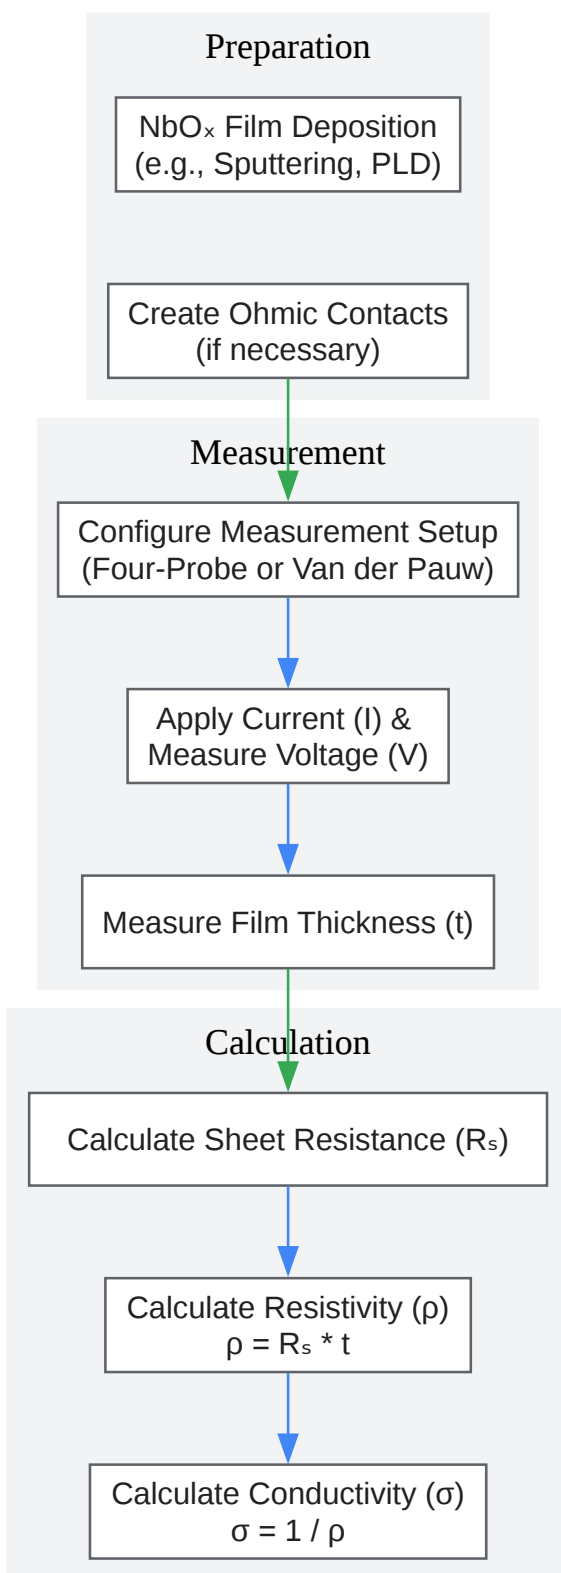 Preparation
NbOₓ Film Deposition
(e.g., Sputtering, PLD)
Create Ohmic Contacts
(if necessary)
Measurement
Configure Measurement Setup
(Four-Probe or Van der Pauw)
Apply Current (I) &
Measure Voltage (V)
Measure Film Thickness (t)
Calculation
Calculate Sheet Resistance (Rₛ)
Calculate Resistivity (ρ)
ρ = Rₛ * t
Calculate Conductivity (σ)
σ = 1 / ρ